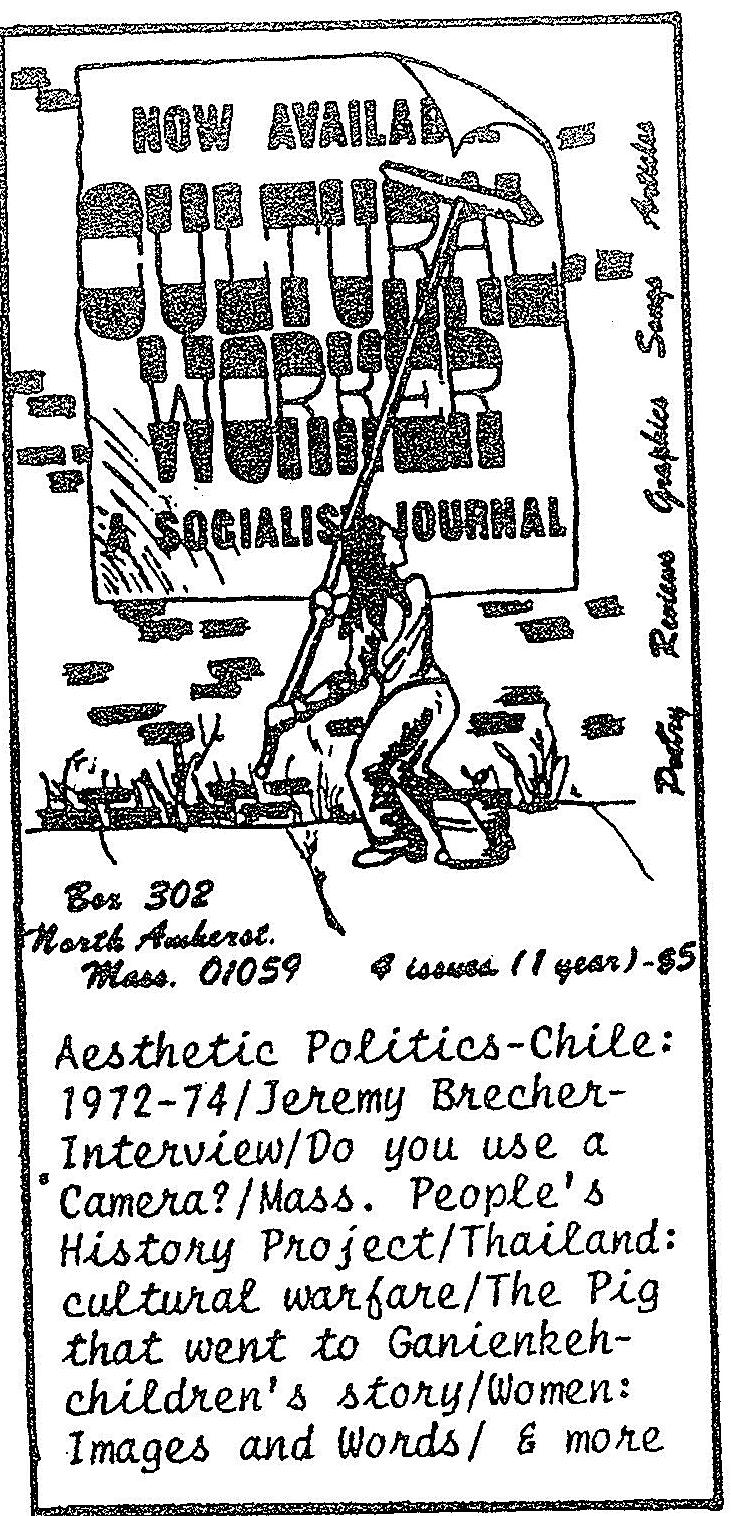 NOW AVAILABLE
CULTURAL
WORKER
A SOCIALIST JOURNAL
Poetry Reviews Graphics Songs Articles
Box 302
North Amherst.
Mass. 01059
4 issues (1 year)-$5
Aesthetic Politics-Chile:
1972-74/Jeremy Brecher-
Interview/Do you use a
Camera?/Mass. People's
History Project/Thailand:
cultural warfare/The Pig
that went to Ganienkeh-
children's story/Women:
Images and Words/ & more